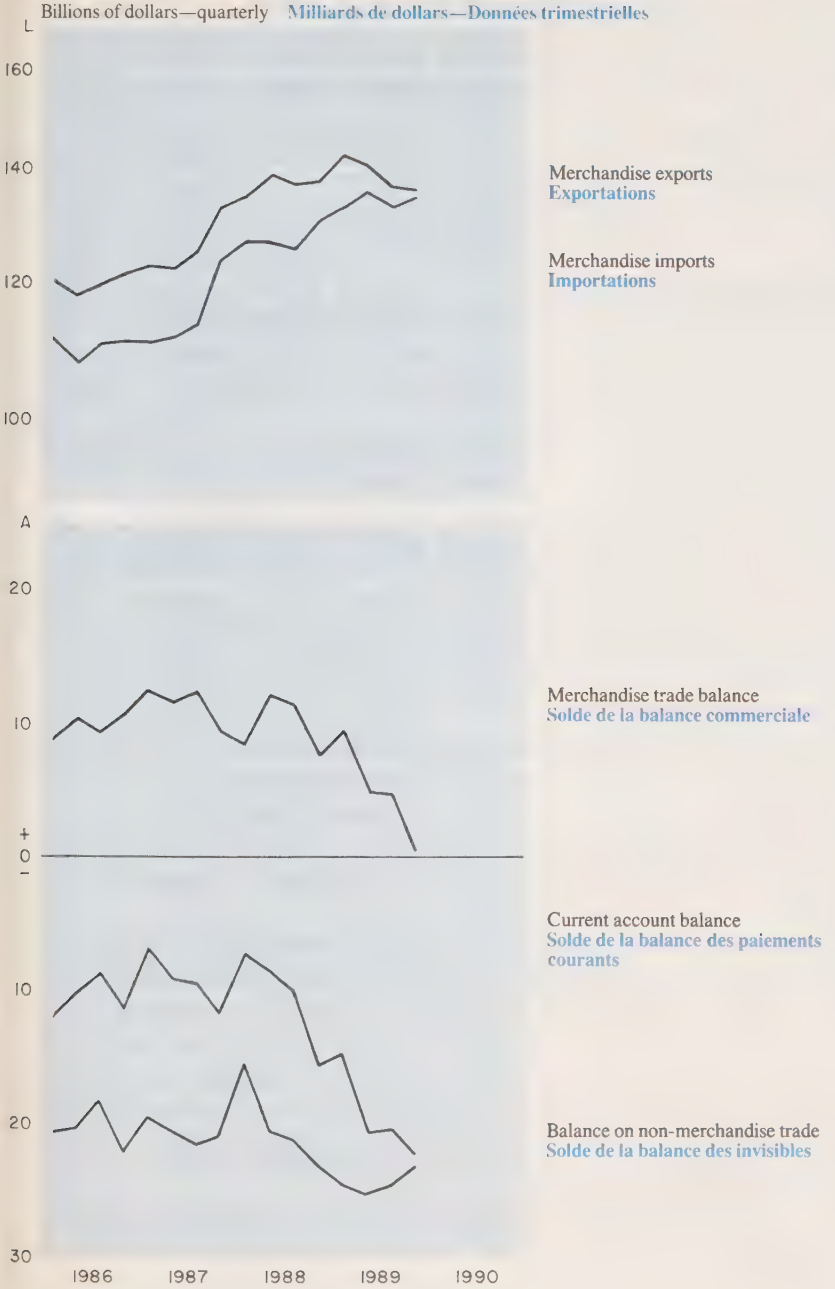 Billions of dollars—quarterly Milliards de dollars—Données trimestrielles
L
160
140
Merchandise exports
Exportations
Merchandise imports
Importations
120
100
A
20
Merchandise trade balance
Solde de la balance commerciale
10
+
0
−
Current account balance
Solde de la balance des paiements
courants
10
20
Balance on non-merchandise trade
Solde de la balance des invisibles
30
1986 1987 1988 1989 1990